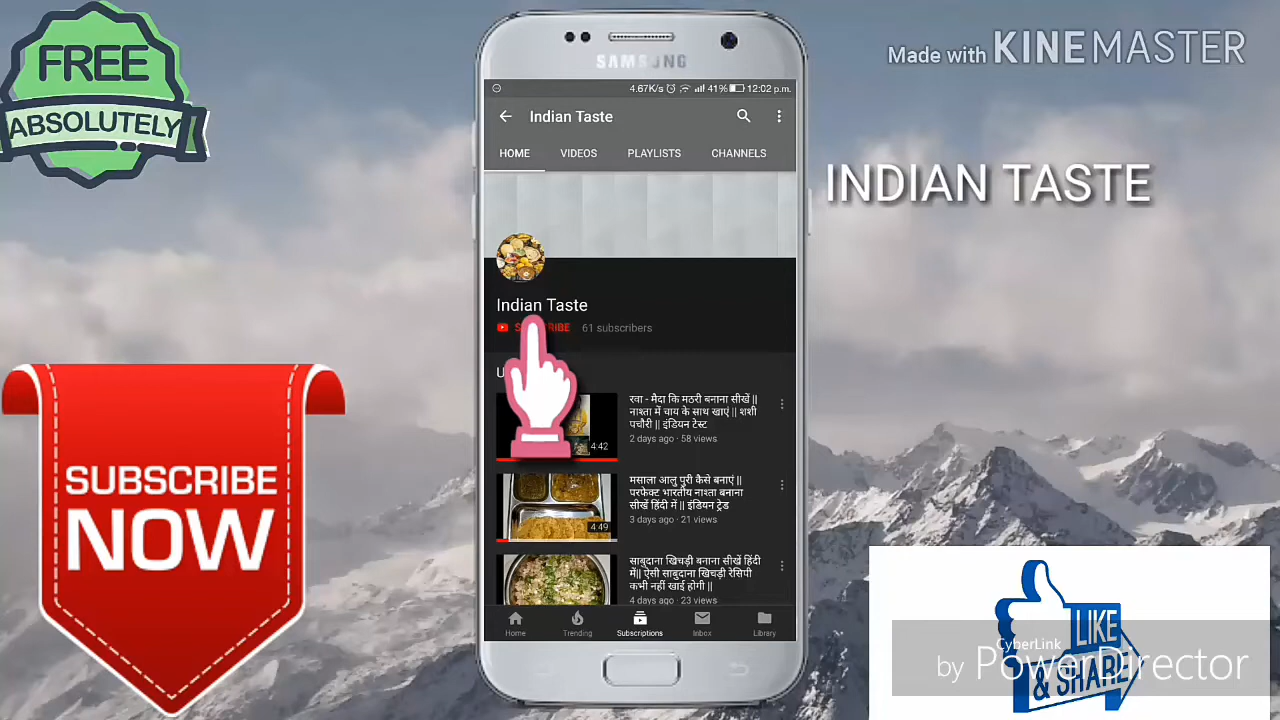 FREE
ABSOLUTELY
Made with KINEMASTER
SAMSUNG
4.67K/s 41% 12:02 p.m.
Indian Taste
HOME VIDEOS PLAYLISTS CHANNELS
INDIAN TASTE
Indian Taste
61 subscribers
रवा - मैदा कि मठरी बनाना सीखें ||
नाश्ता में चाय के साथ खाएं || शशी
पचौरी || इंडियन टेस्ट
2 days ago · 58 views
4:42
मसाला आलु पुरी कैसे बनाएं ||
परफेक्ट भारतीय नाश्ता बनाना
सीखें हिंदी में || इंडियन ट्रेड
3 days ago · 21 views
4:49
साबुदाना खिचड़ी बनाना सीखें हिंदी
में|| ऐसी साबुदाना खिचड़ी रेसिपी
कभी नहीं खाई होगी ||
4 days ago · 23 views
Home Trending Subscriptions Inbox Library
SUBSCRIBE
NOW
LIKE
& SHARE
CyberLink
by PowerDirector